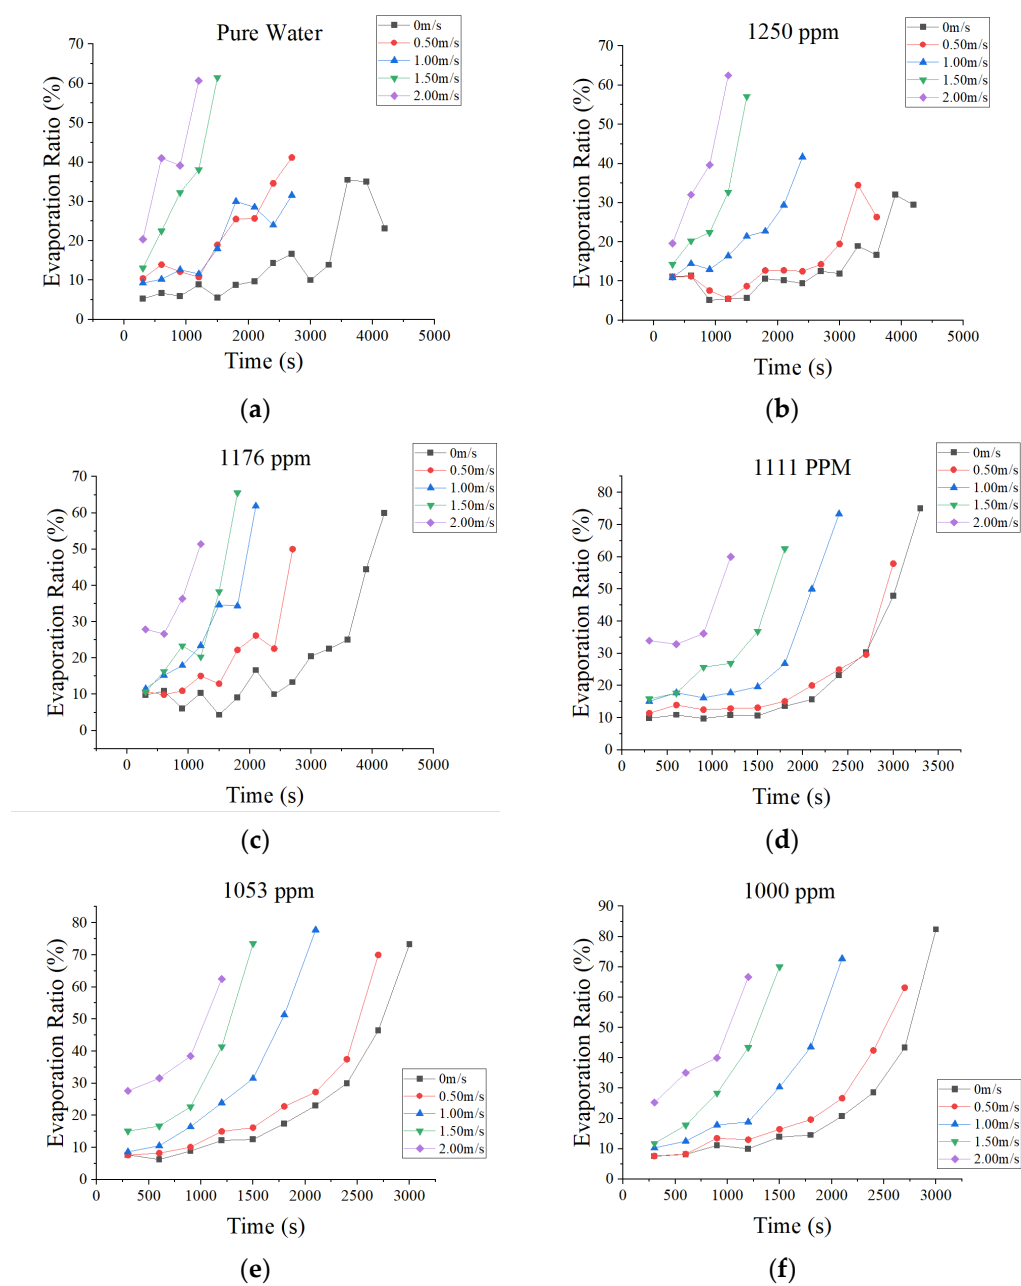 Pure Water
0m/s
0.50m/s
1.00m/s
1.50m/s
2.00m/s
Evaporation Ratio (%)
70
60
50
40
30
20
10
0
0 1000 2000 3000 4000 5000
Time (s)
(a)
1250 ppm
0m/s
0.50m/s
1.00m/s
1.50m/s
2.00m/s
Evaporation Ratio (%)
70
60
50
40
30
20
10
0
0 1000 2000 3000 4000 5000
Time (s)
(b)
1176 ppm
0m/s
0.50m/s
1.00m/s
1.50m/s
2.00m/s
Evaporation Ratio (%)
70
60
50
40
30
20
10
0
0 1000 2000 3000 4000 5000
Time (s)
(c)
1111 PPM
0m/s
0.50m/s
1.00m/s
1.50m/s
2.00m/s
Evaporation Ratio (%)
80
70
60
50
40
30
20
10
0
0 500 1000 1500 2000 2500 3000 3500
Time (s)
(d)
1053 ppm
Evaporation Ratio (%)
80
70
60
50
40
30
20
10
0
0m/s
0.50m/s
1.00m/s
1.50m/s
2.00m/s
0 500 1000 1500 2000 2500 3000
Time (s)
(e)
1000 ppm
Evaporation Ratio (%)
90
80
70
60
50
40
30
20
10
0
0m/s
0.50m/s
1.00m/s
1.50m/s
2.00m/s
0 500 1000 1500 2000 2500 3000
Time (s)
(f)